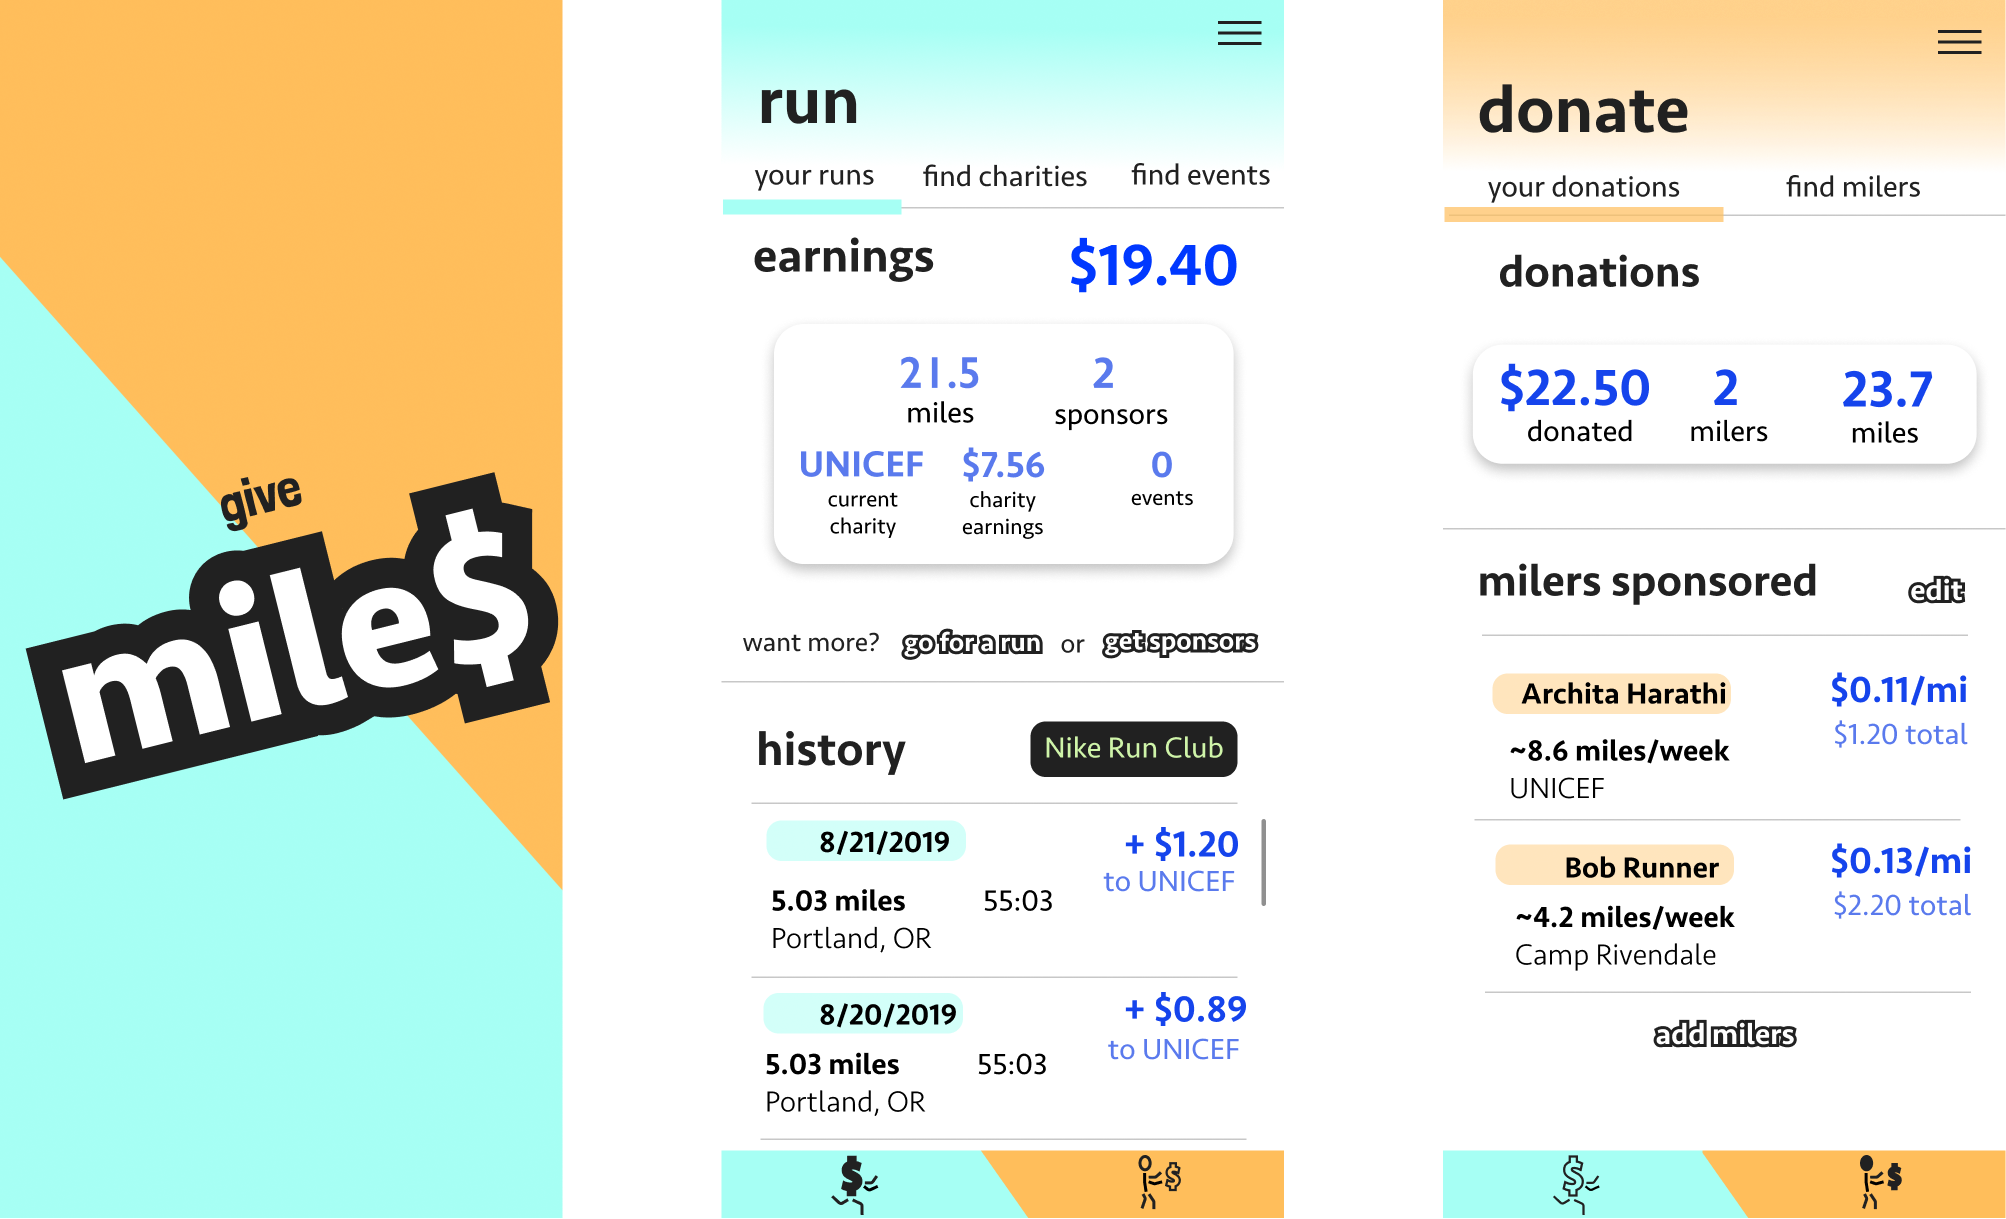 give
mile$
run
your runs find charities find events
earnings $19.40
21.5 2
miles sponsors
UNICEF $7.56 0
current charity events
charity earnings
want more? go for a run or get sponsors
history Nike Run Club
8/21/2019 + $1.20
to UNICEF
5.03 miles 55:03
Portland, OR
8/20/2019 + $0.89
to UNICEF
5.03 miles 55:03
Portland, OR
donate
your donations find milers
donations
$22.50 2 23.7
donated milers miles
milers sponsored edit
Archita Harathi $0.11/mi
$1.20 total
~8.6 miles/week
UNICEF
Bob Runner $0.13/mi
$2.20 total
~4.2 miles/week
Camp Rivendale
add milers